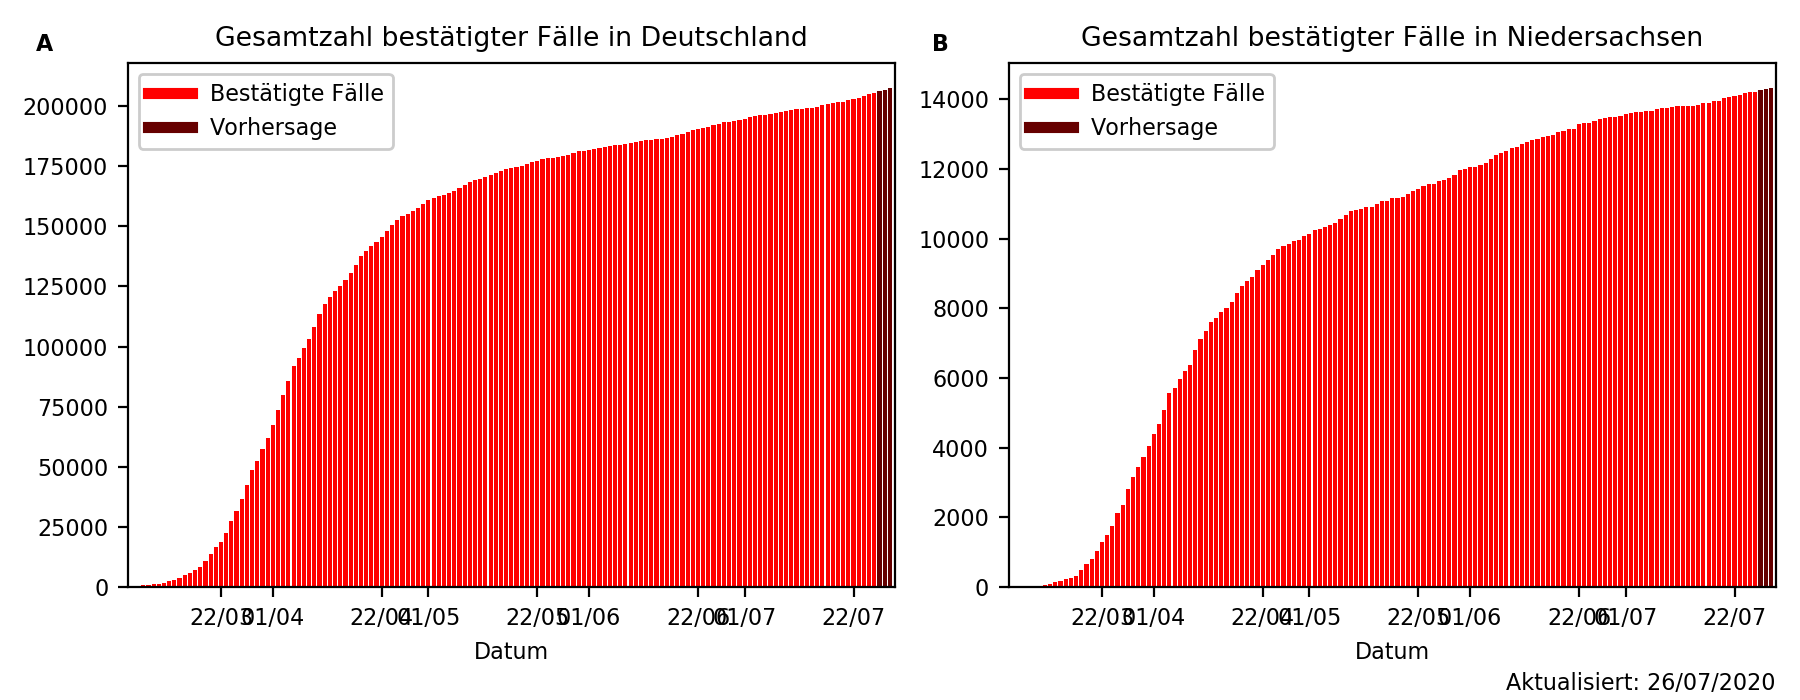 A
Gesamtzahl bestätigter Fälle in Deutschland
Bestätigte Fälle
Vorhersage
200000
175000
150000
125000
100000
75000
50000
25000
0
22/03 01/04 22/04 01/05 22/05 01/06 22/06 01/07 22/07
Datum
B
Gesamtzahl bestätigter Fälle in Niedersachsen
Bestätigte Fälle
Vorhersage
14000
12000
10000
8000
6000
4000
2000
0
22/03 01/04 22/04 01/05 22/05 01/06 22/06 01/07 22/07
Datum
Aktualisiert: 26/07/2020